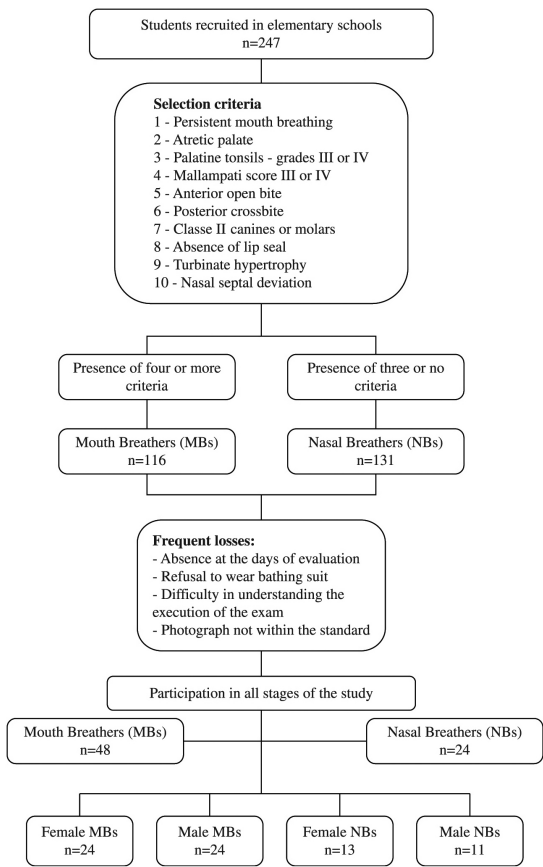 Students recruited in elementary schools
n=247
Selection criteria
1 - Persistent mouth breathing
2 - Atretic palate
3 - Palatine tonsils - grades III or IV
4 - Mallampati score III or IV
5 - Anterior open bite
6 - Posterior crossbite
7 - Classe II canines or molars
8 - Absence of lip seal
9 - Turbinate hypertrophy
10 - Nasal septal deviation
Presence of four or more
criteria
Presence of three or no
criteria
Mouth Breathers (MBs)
n=116
Nasal Breathers (NBs)
n=131
Frequent losses:
- Absence at the days of evaluation
- Refusal to wear bathing suit
- Difficulty in understanding the
execution of the exam
- Photograph not within the standard
Participation in all stages of the study
Mouth Breathers (MBs)
n=48
Nasal Breathers (NBs)
n=24
Female MBs
n=24
Male MBs
n=24
Female NBs
n=13
Male NBs
n=11